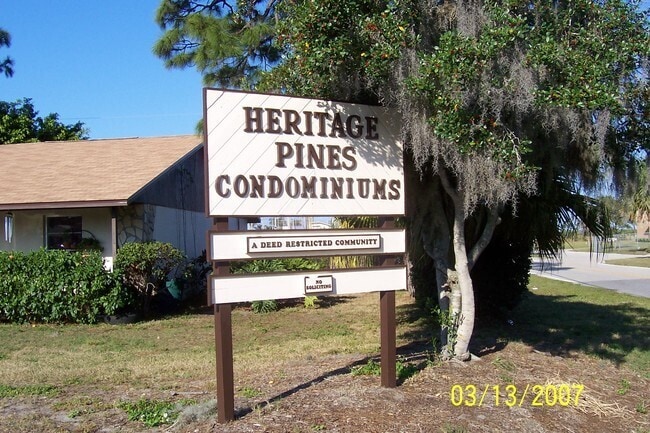 HERITAGE
PINES
CONDOMINIUMS
A DEED RESTRICTED COMMUNITY
NO
SOLICITING
03/13/2007